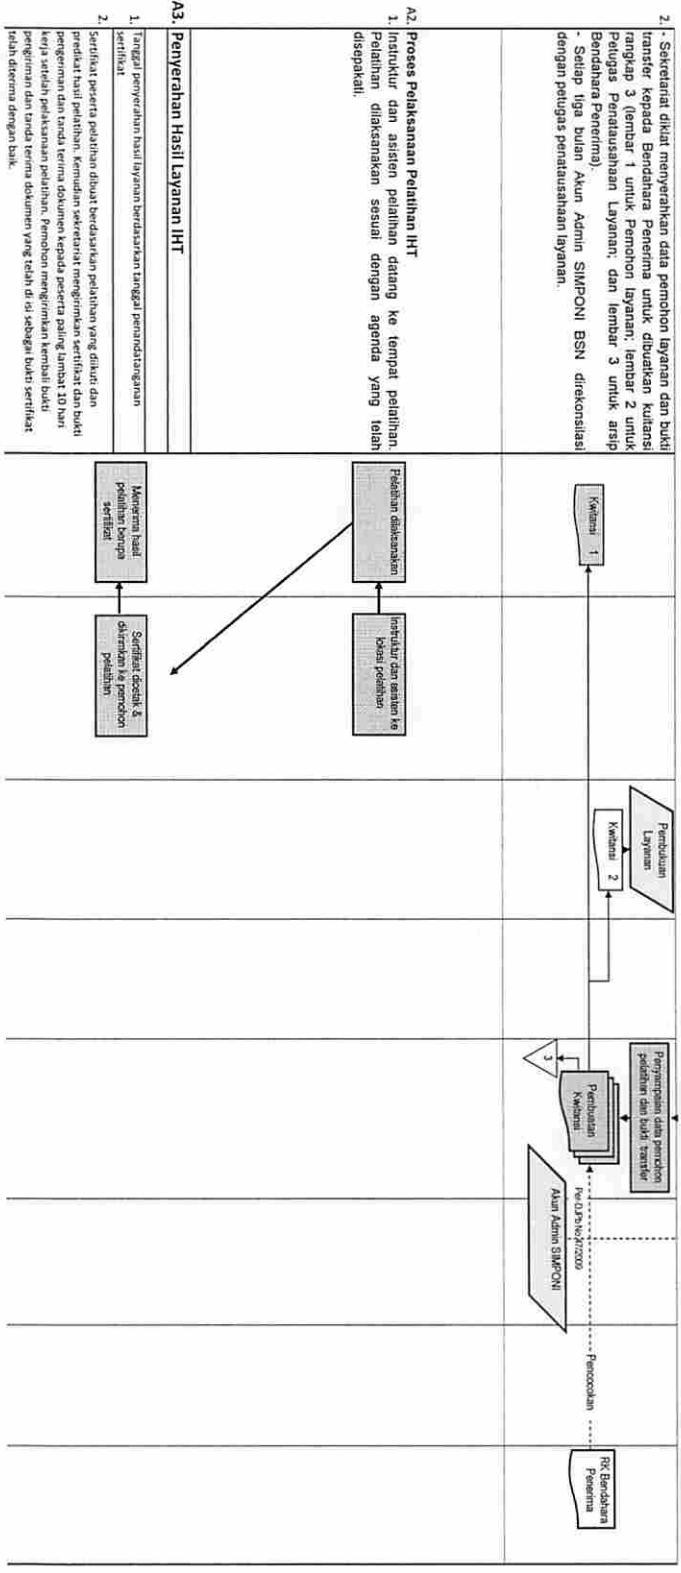 2. - Sekretariat diklat menyerahkan data pemohon layanan dan bukti
transfer kepada Bendahara Penerima untuk dibuatkan kuitansi
rangkap 3 (lembar 1 untuk Pemohon layanan; lembar 2 untuk
Petugas Penatausahaan Layanan; dan lembar 3 untuk arsip
Bendahara Penerima).
- Setiap tiga bulan Akun Admin SIMPONI BSN direkonsilasi
dengan petugas penatausahaan layanan.
Pembukuan
Layanan
Kwitansi 2
Kwitansi 1
Penyampaian data pemohon
pelatihan dan bukti transfer
Pembuatan
Kwitansi
3
Per-DJPb No.47/2009
Akun Admin SIMPONI
Pencocokan
RK Bendahara
Penerima
A2. Proses Pelaksanaan Pelatihan IHT
1. Instruktur dan asisten pelatihan datang ke tempat pelatihan.
Pelatihan dilaksanakan sesuai dengan agenda yang telah
disepakati.
Pelatihan dilaksanakan
Instruktur dan asisten ke
lokasi pelatihan
A3. Penyerahan Hasil Layanan IHT
1. Tanggal penyerahan hasil layanan berdasarkan tanggal penandatanganan
sertifikat
2. Sertifikat peserta pelatihan dibuat berdasarkan pelatihan yang diikuti dan
predikat hasil pelatihan. Kemudian sekretariat mengirimkan sertifikat dan bukti
pengeriman dan tanda terima dokumen kepada peserta paling lambat 10 hari
kerja setelah pelaksanaan pelatihan. Pemohon mengirimkan kembali bukti
pengiriman dan tanda terima dokumen yang telah di isi sebagai bukti sertifikat
telah diterima dengan baik.
Menerima hasil
pelatihan berupa
sertifikat
Sertifikat dicetak &
dikirimkan ke pemohon
pelatihan